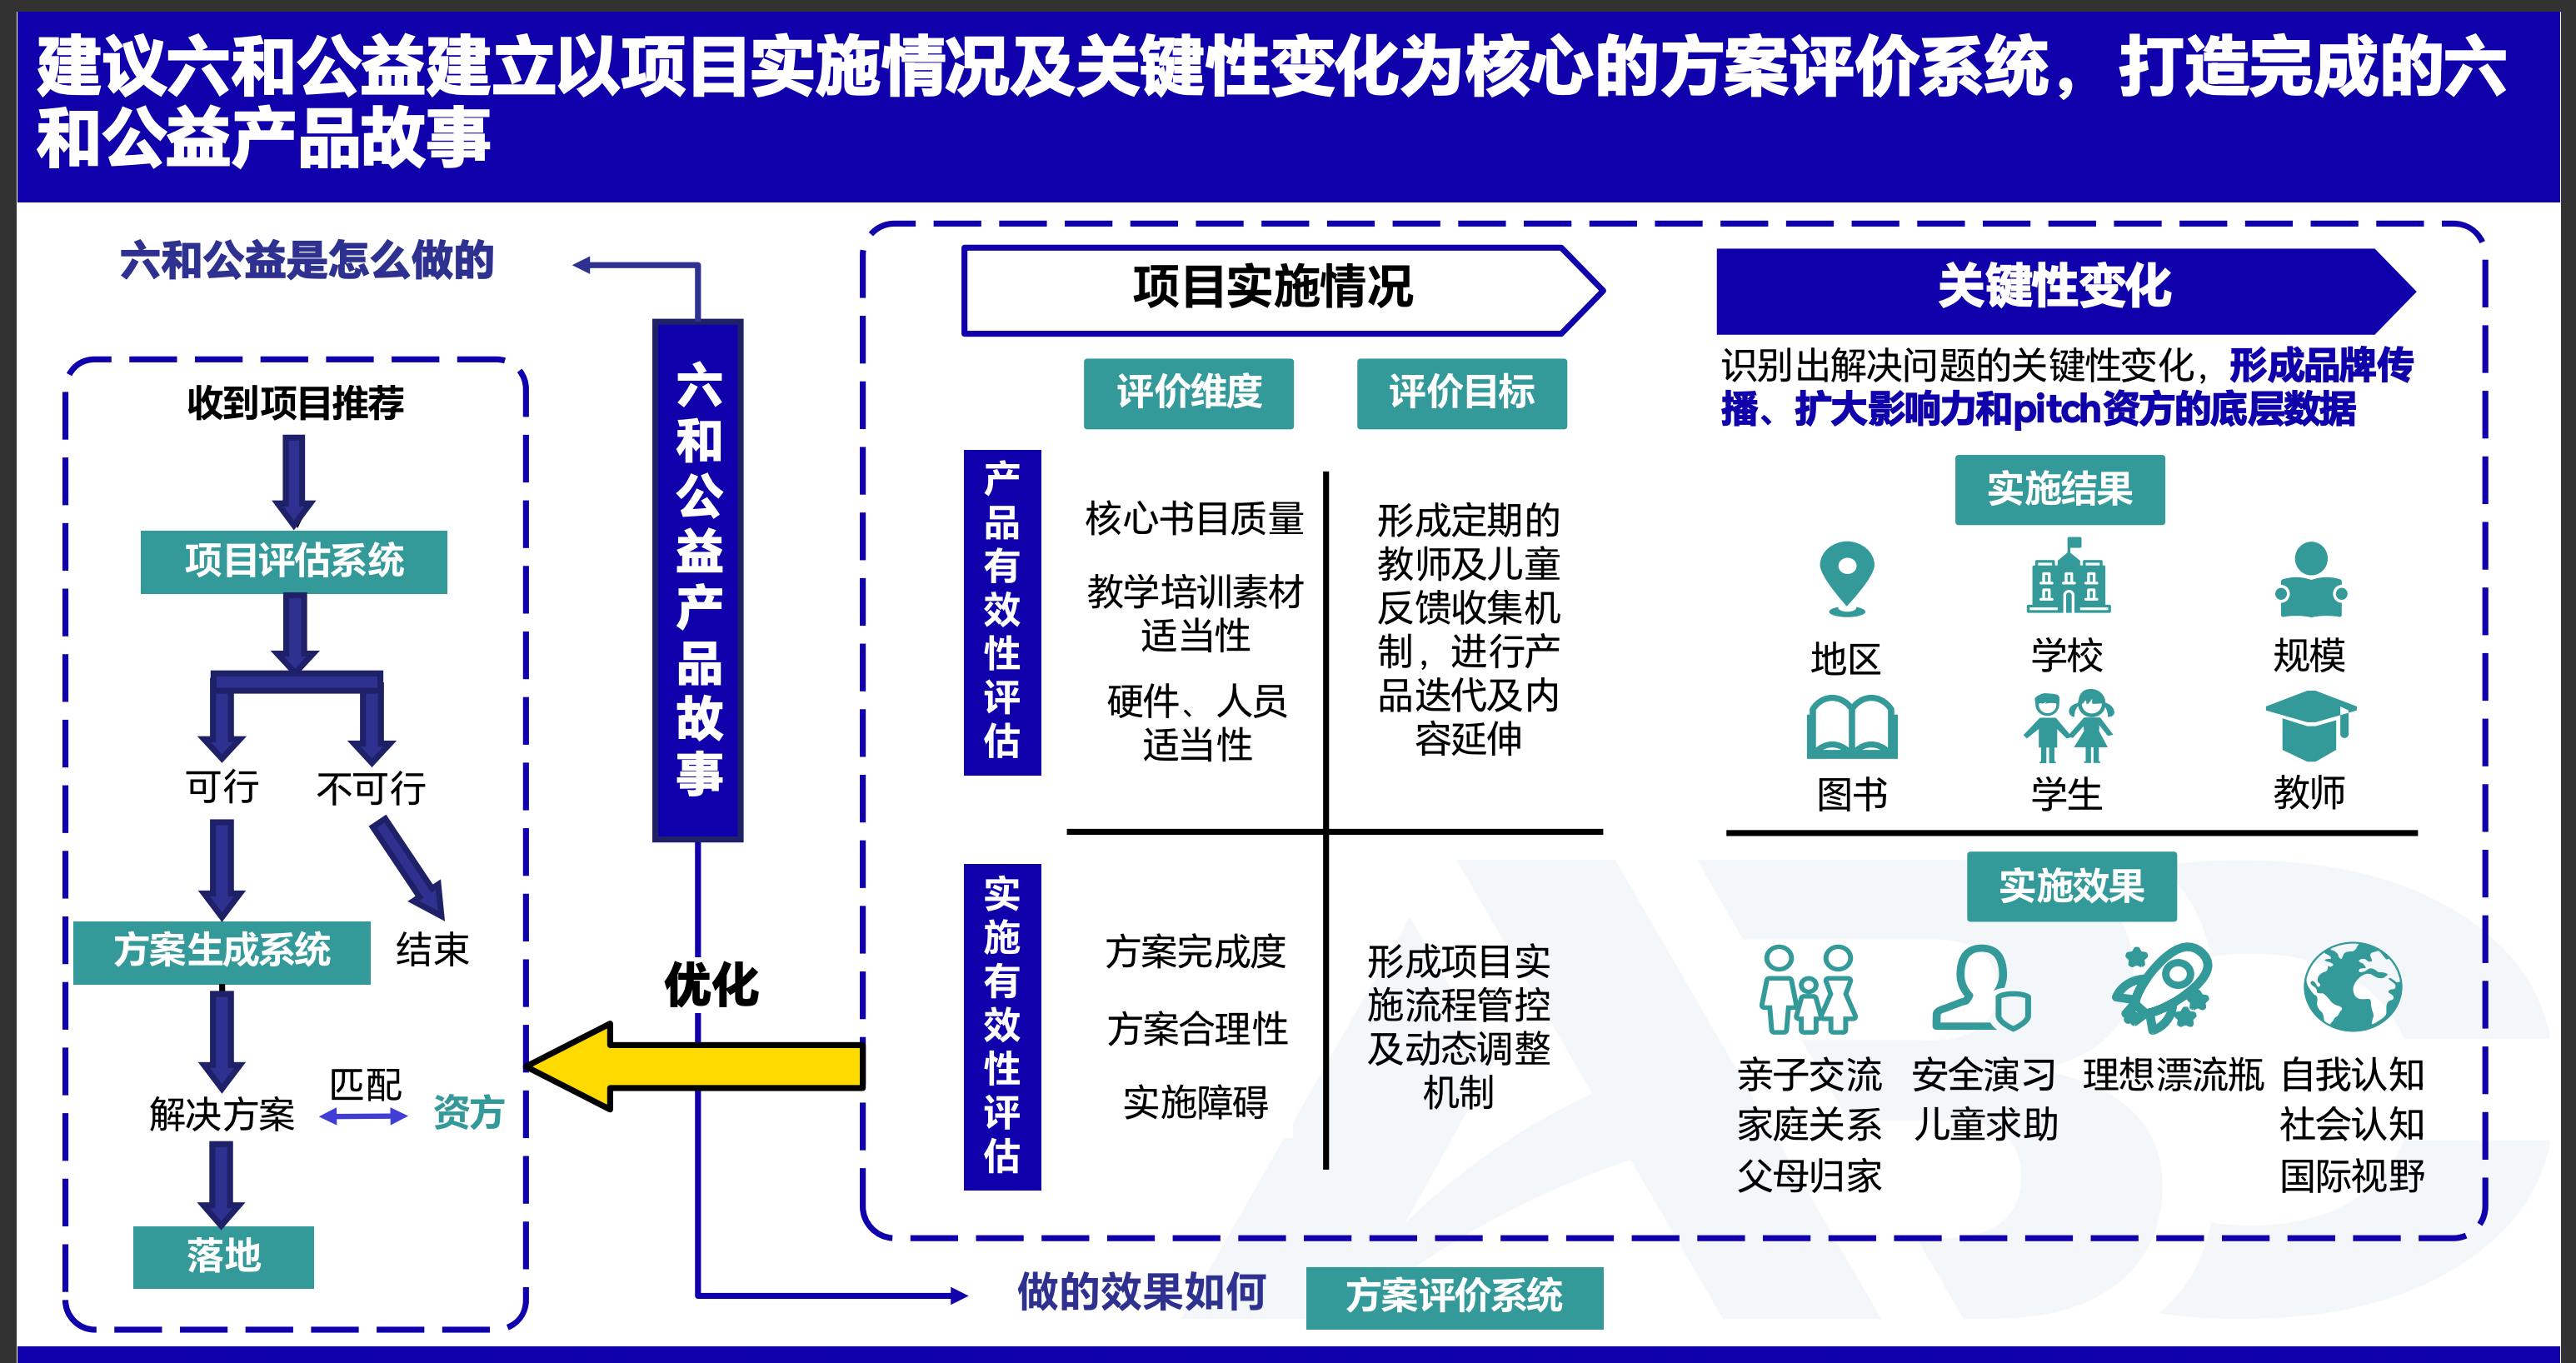 建议六和公益建立以项目实施情况及关键性变化为核心的方案评价系统，打造完成的六
和公益产品故事
六和公益是怎么做的
收到项目推荐
项目评估系统
可行
不可行
方案生成系统
结束
解决方案
匹配
资方
落地
六和公益产品故事
优化
项目实施情况
评价维度
评价目标
产品有效性评估
核心书目质量
教学培训素材
适当性
硬件、人员
适当性
形成定期的
教师及儿童
反馈收集机
制，进行产
品迭代及内
容延伸
实施有效性评估
方案完成度
方案合理性
实施障碍
形成项目实
施流程管控
及动态调整
机制
关键性变化
识别出解决问题的关键性变化，形成品牌传
播、扩大影响力和pitch资方的底层数据
实施结果
地区
学校
规模
图书
学生
教师
实施效果
亲子交流
家庭关系
父母归家
安全演习
儿童求助
理想漂流瓶
自我认知
社会认知
国际视野
做的效果如何
方案评价系统
ABC